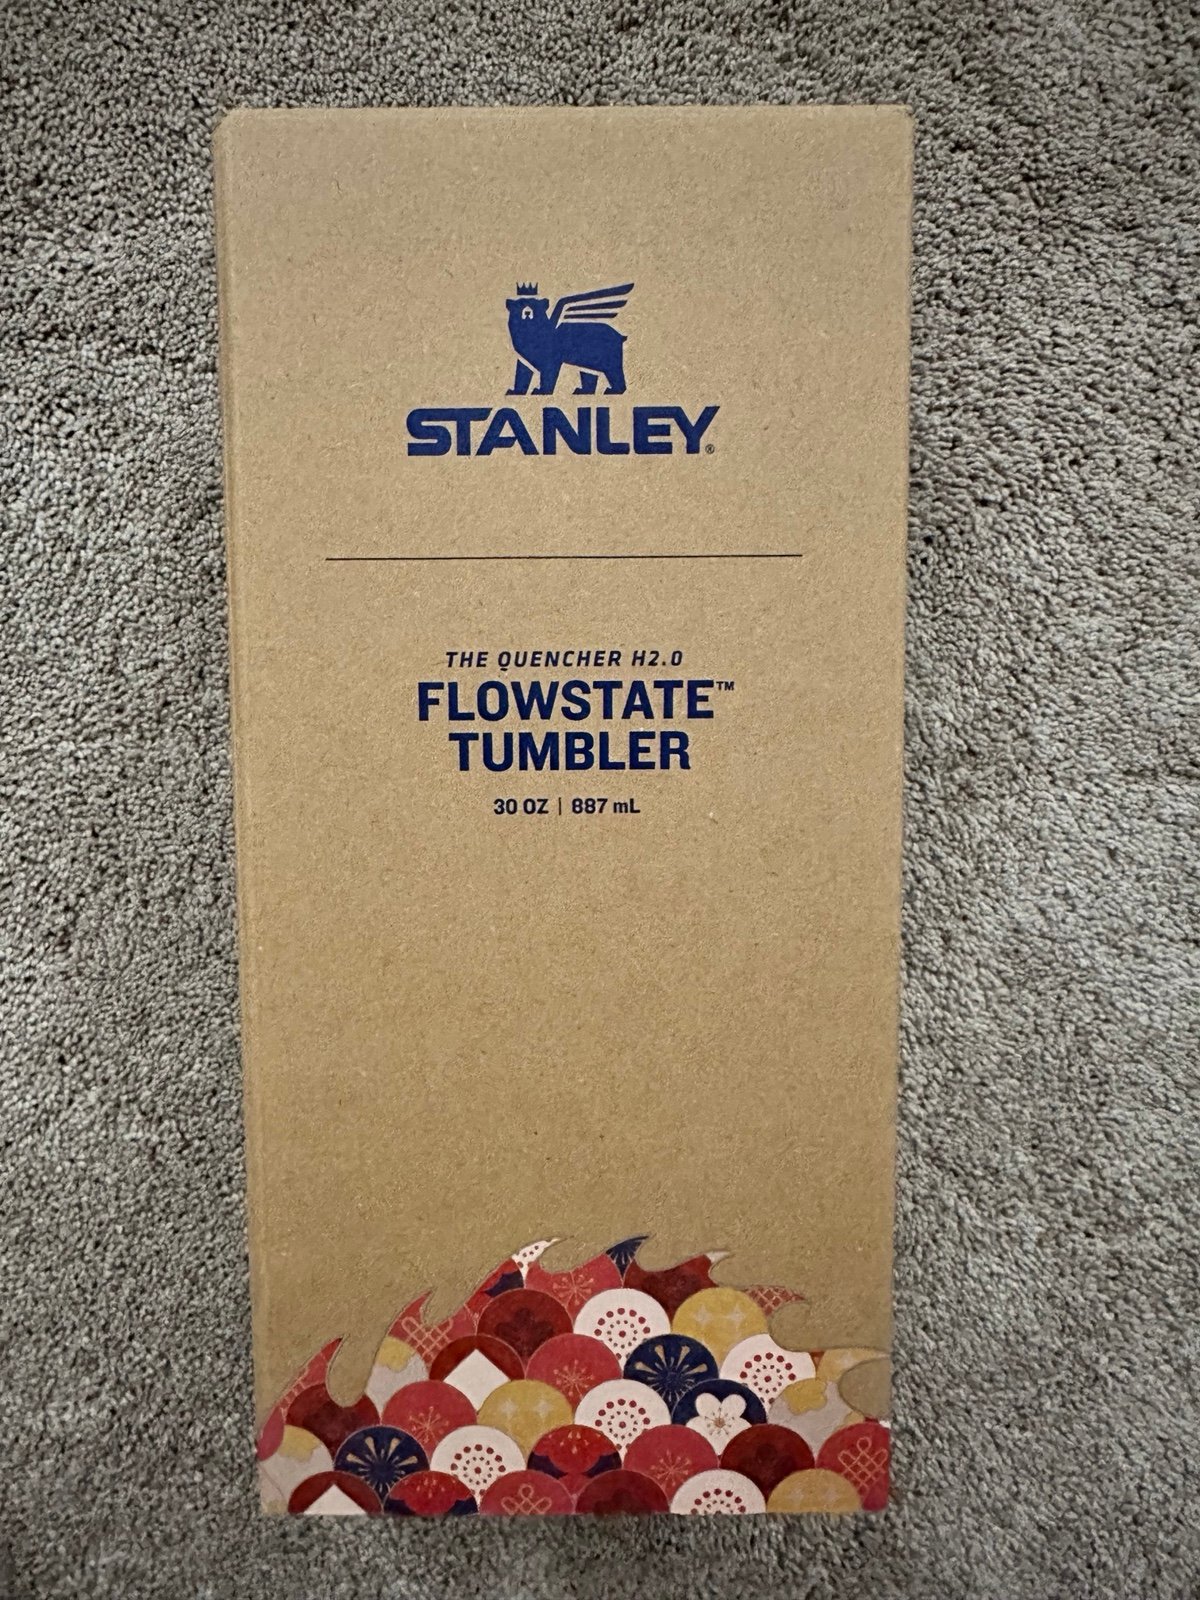 STANLEY®
THE QUENCHER H2.0
FLOWSTATE™
TUMBLER
30 OZ | 887 mL